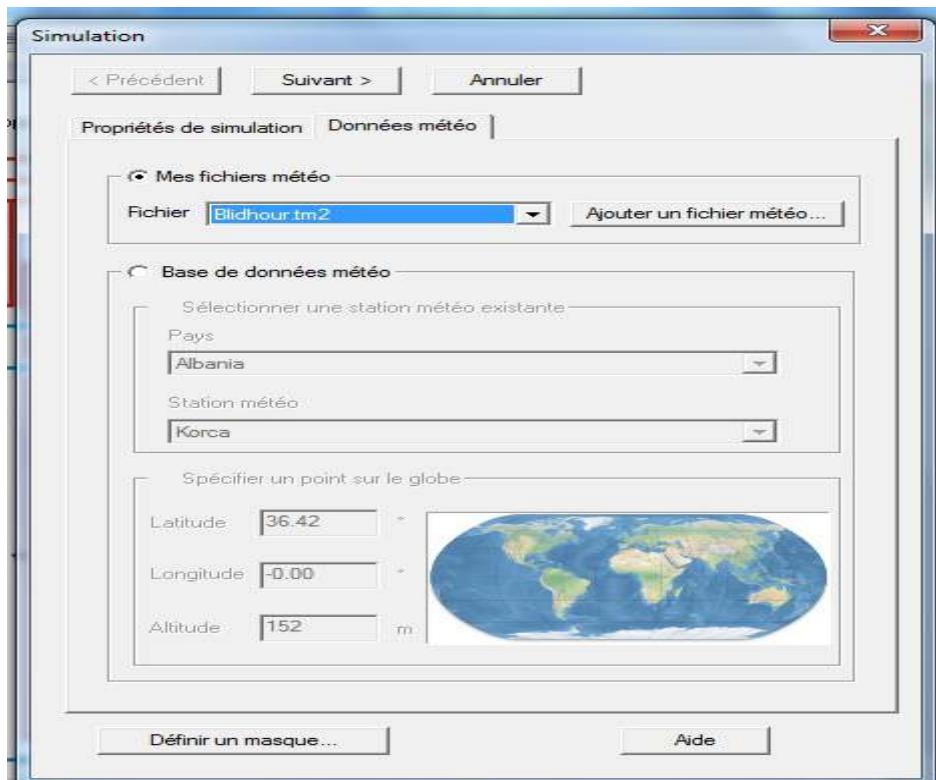 Simulation
< Précédent Suivant > Annuler
Propriétés de simulation Données météo
Mes fichiers météo
Fichier Blidhour.tm2 Ajouter un fichier météo...
Base de données météo
Sélectionner une station météo existante
Pays
Albania
Station météo
Korca
Spécifier un point sur le globe
Latitude 36.42 °
Longitude -0.00 °
Altitude 152 m
Définir un masque... Aide